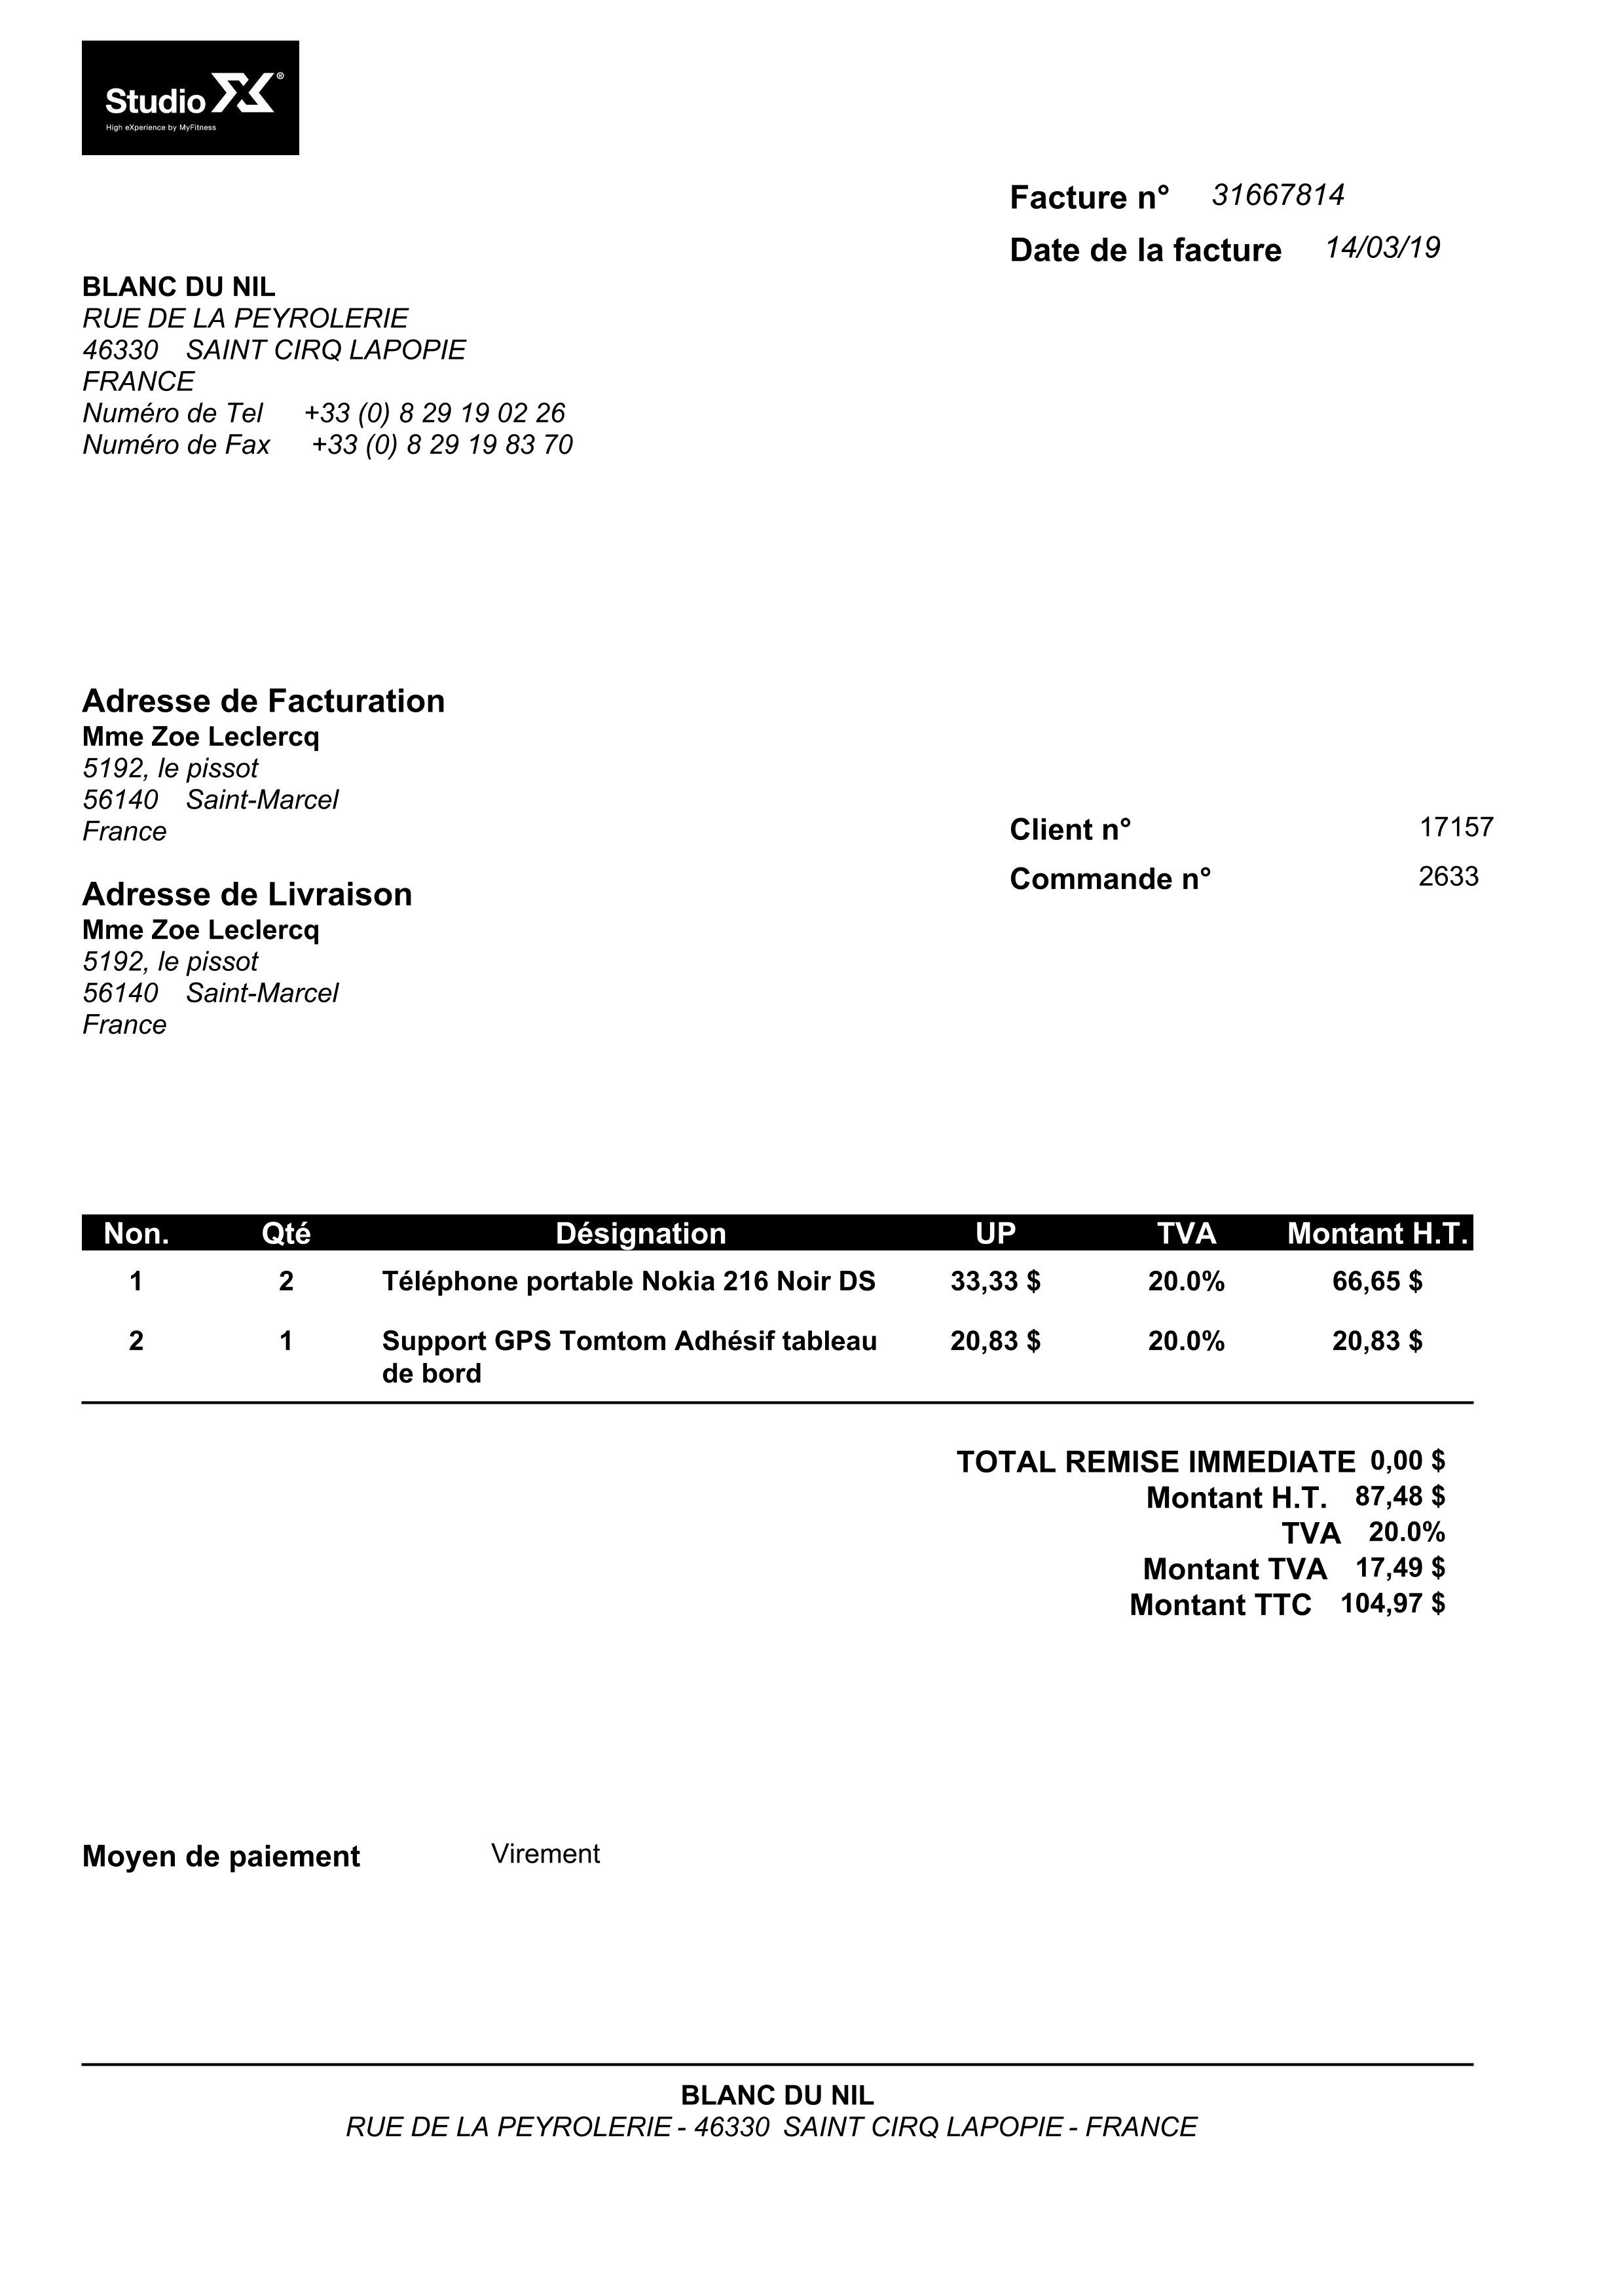 Studio X®
High eXperience by MyFitness
Facture n° 31667814
Date de la facture 14/03/19
BLANC DU NIL
RUE DE LA PEYROLERIE
46330 SAINT CIRQ LAPOPIE
FRANCE
Numéro de Tel +33 (0) 8 29 19 02 26
Numéro de Fax +33 (0) 8 29 19 83 70
Adresse de Facturation
Mme Zoe Leclercq
5192, le pissot
56140 Saint-Marcel
France
Client n° 17157
Commande n° 2633
Adresse de Livraison
Mme Zoe Leclercq
5192, le pissot
56140 Saint-Marcel
France
Non. Qté Désignation UP TVA Montant H.T.
1 2 Téléphone portable Nokia 216 Noir DS 33,33 $ 20.0% 66,65 $
2 1 Support GPS Tomtom Adhésif tableau 20,83 $ 20.0% 20,83 $
de bord
TOTAL REMISE IMMEDIATE 0,00 $
Montant H.T. 87,48 $
TVA 20.0%
Montant TVA 17,49 $
Montant TTC 104,97 $
Moyen de paiement Virement
BLANC DU NIL
RUE DE LA PEYROLERIE - 46330 SAINT CIRQ LAPOPIE - FRANCE